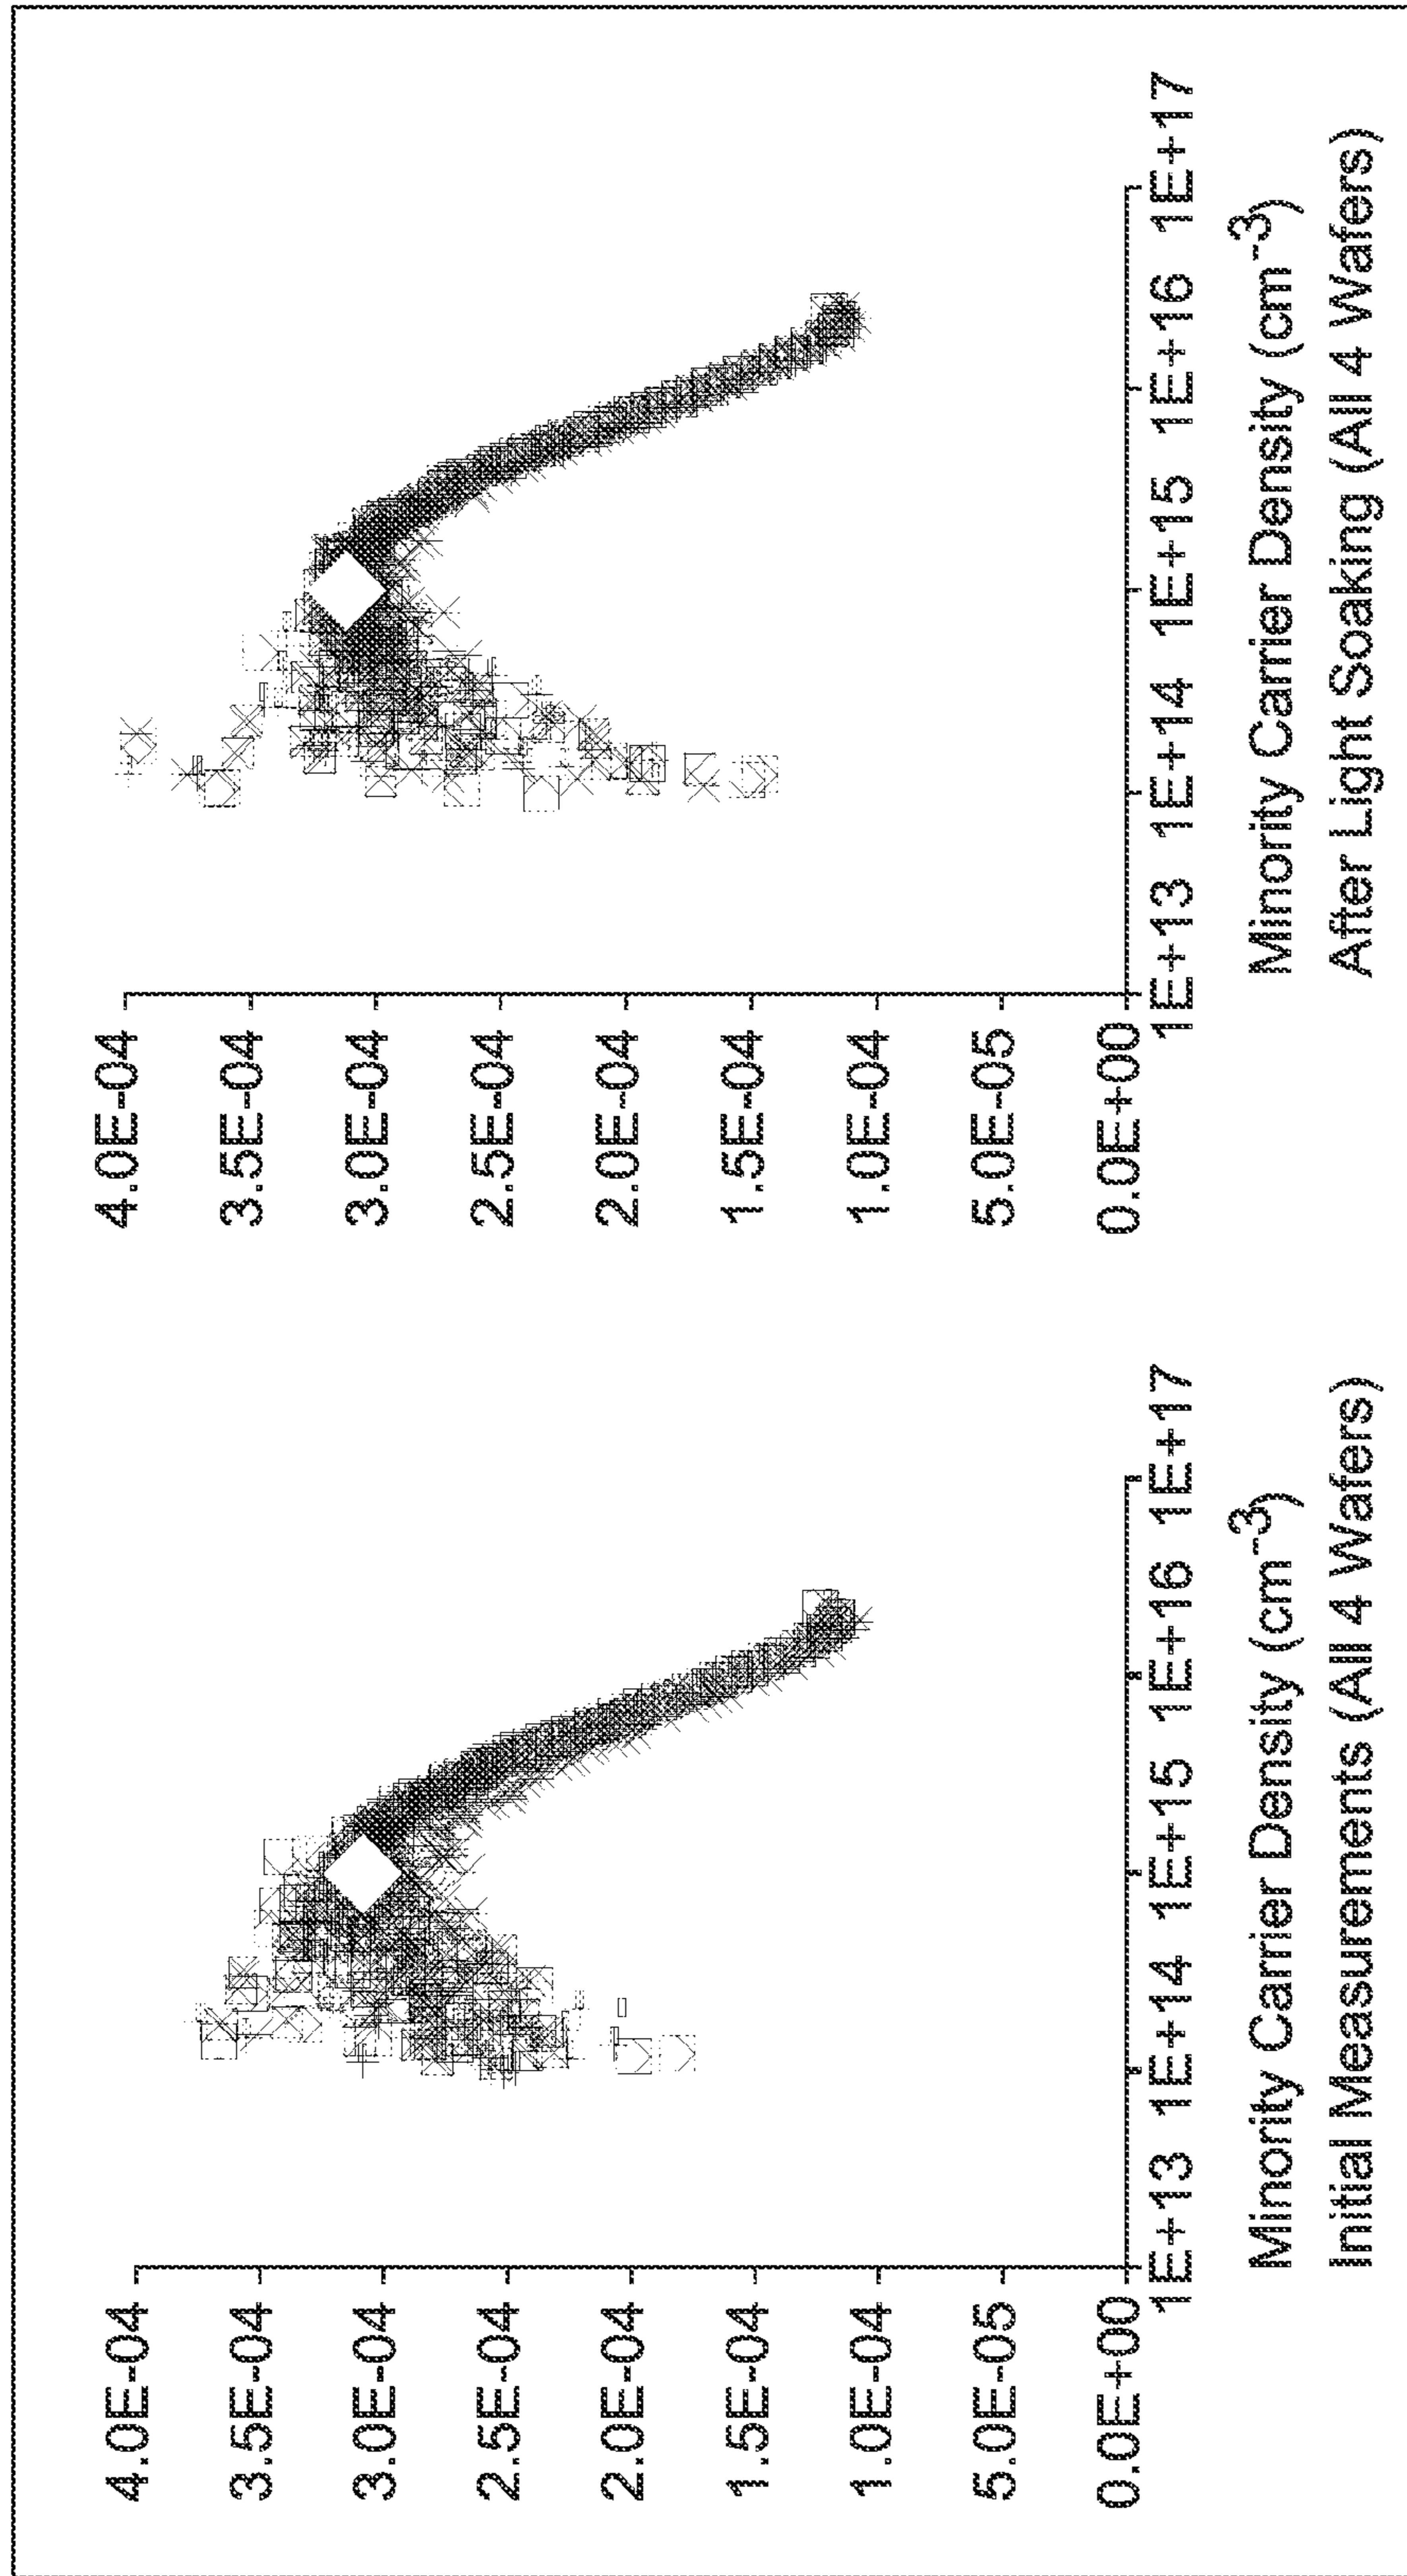 4.0E-04
3.5E-04
3.0E-04
2.5E-04
2.0E-04
1.5E-04
1.0E-04
5.0E-05
0.0E+00
1E+13 1E+14 1E+15 1E+16 1E+17
Minority Carrier Density (cm⁻³)
Initial Measurements (All 4 Wafers)
4.0E-04
3.5E-04
3.0E-04
2.5E-04
2.0E-04
1.5E-04
1.0E-04
5.0E-05
0.0E+00
1E+13 1E+14 1E+15 1E+16 1E+17
Minority Carrier Density (cm⁻³)
After Light Soaking (All 4 Wafers)